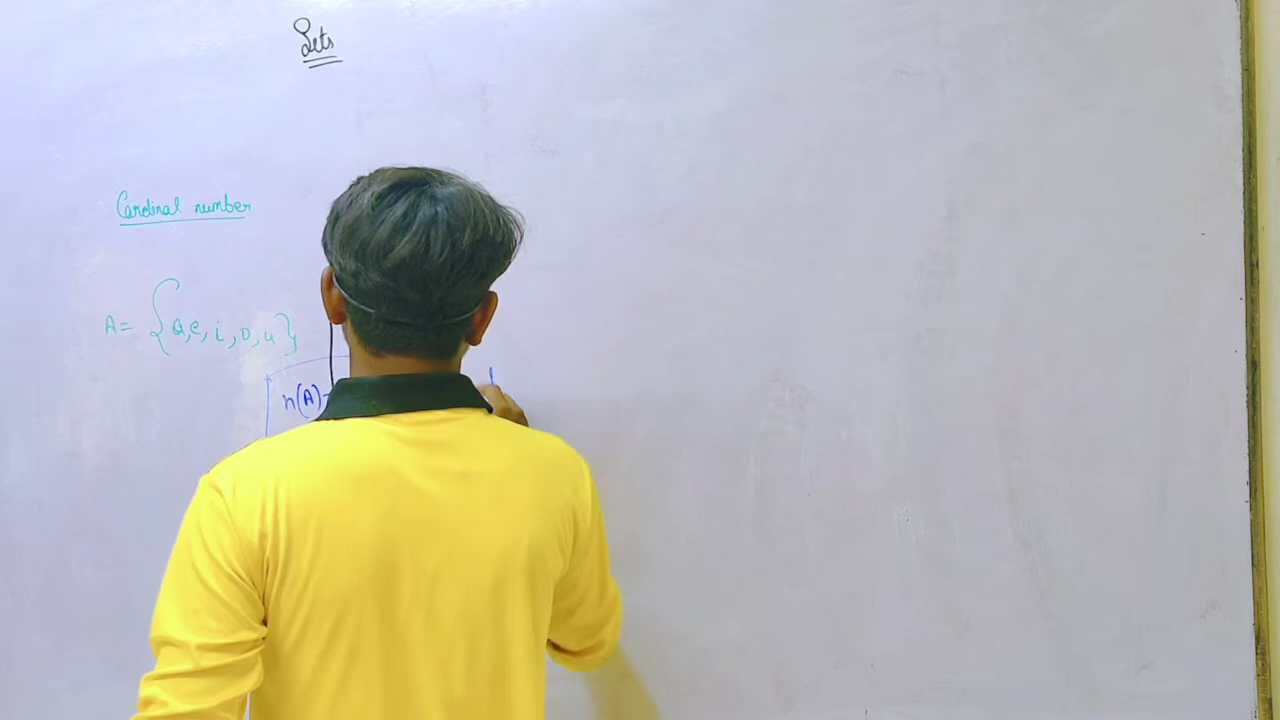 Sets
Cardinal number
A = {a, e, i, o, u}
n(A) =